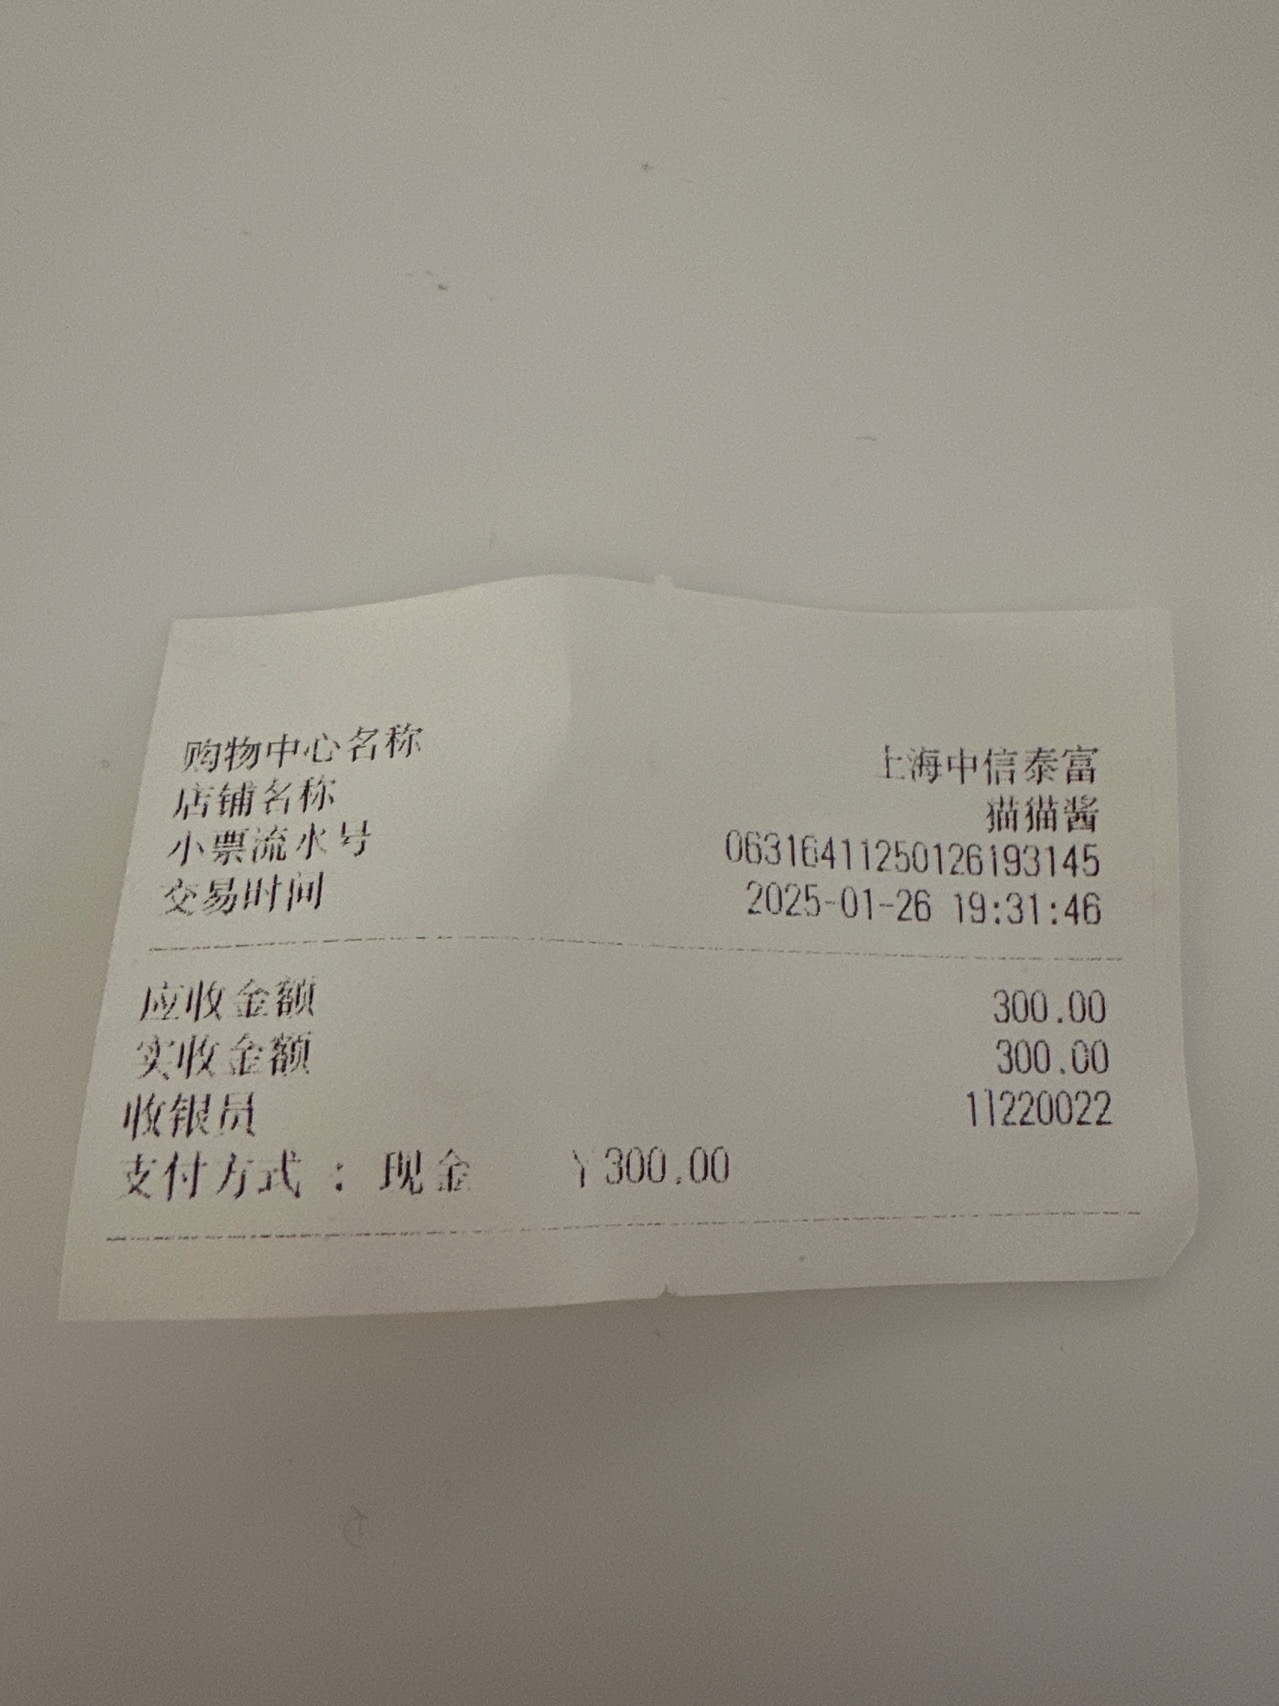 购物中心名称 上海中信泰富
店铺名称 猫猫酱
小票流水号 06316411250126193145
交易时间 2025-01-26 19:31:46
应收金额 300.00
实收金额 300.00
收银员 11220022
支付方式 : 现金 ¥300.00